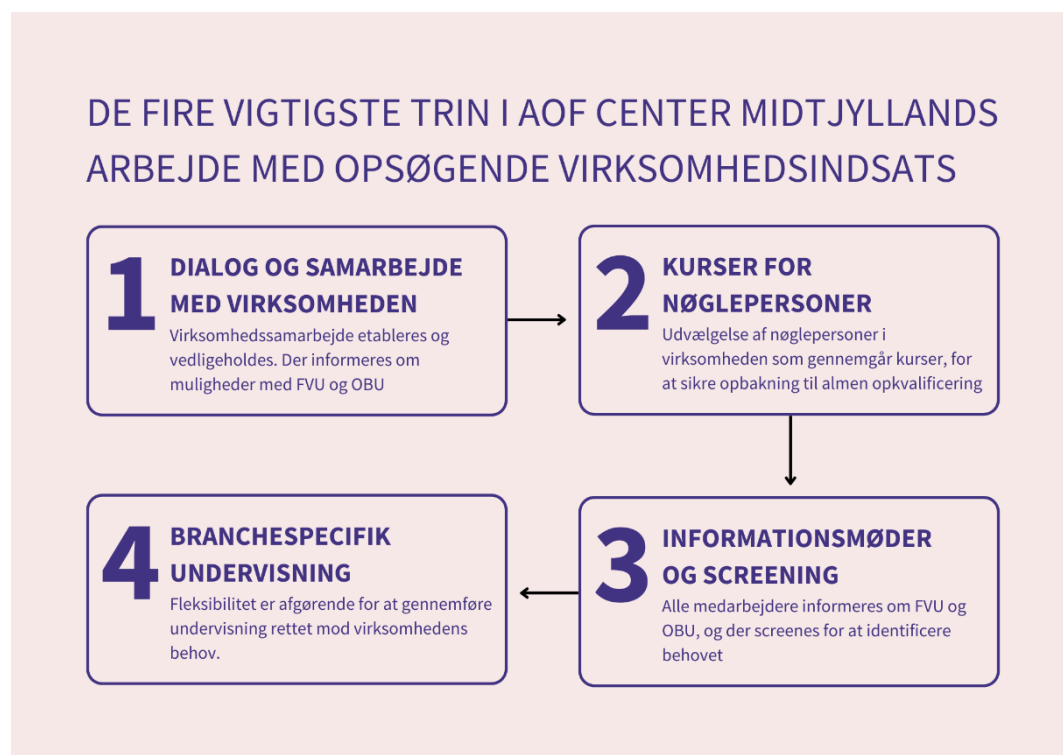 DE FIRE VIGTIGSTE TRIN I AOF CENTER MIDTJYLLANDS
ARBEJDE MED OPSØGENDE VIRKSOMHEDSINDSATS
1
DIALOG OG SAMARBEJDE
MED VIRKSOMHEDEN
Virksomhedssamarbejde etableres og
vedligeholdes. Der informeres om
muligheder med FVU og OBU
2
KURSER FOR
NØGLEPERSONER
Udvælgelse af nøglepersoner i
virksomheden som gennemgår kurser, for
at sikre opbakning til almen opkvalificering
3
INFORMATIONSMØDER
OG SCREENING
Alle medarbejdere informeres om FVU og
OBU, og der screenes for at identificere
behovet
4
BRANCHESPECIFIK
UNDERVISNING
Fleksibilitet er afgørende for at gennemføre
undervisning rettet mod virksomhedens
behov.